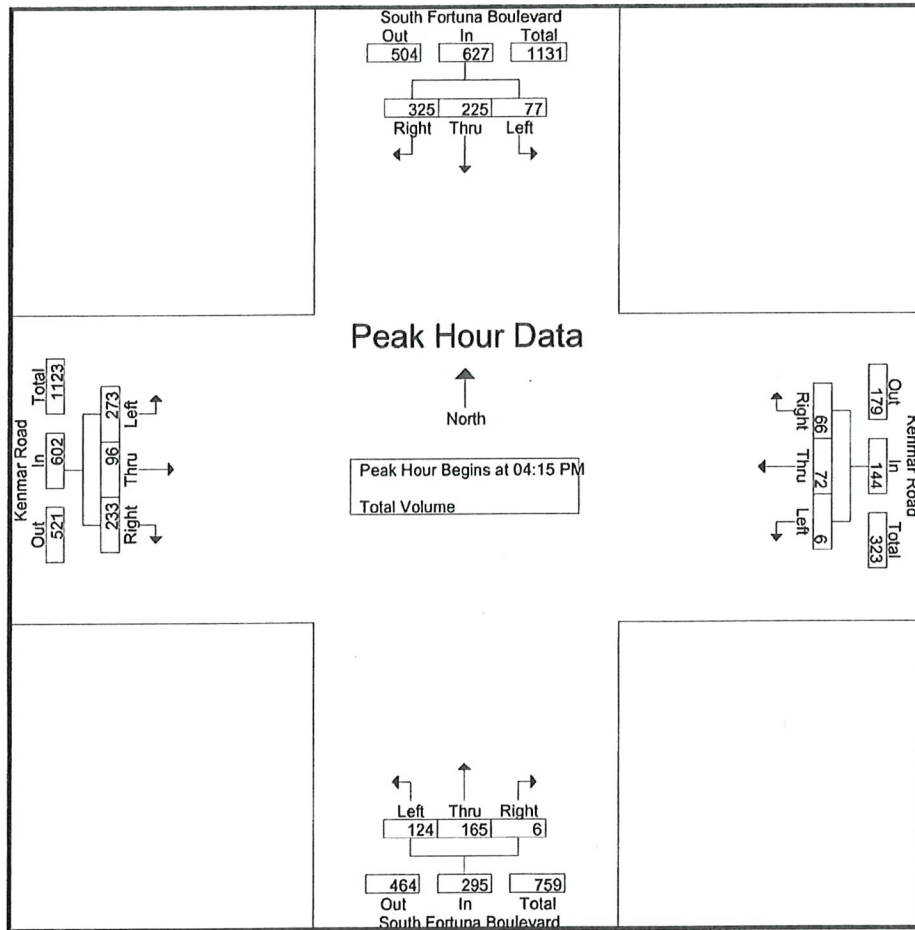 South Fortuna Boulevard
Out In Total
504 627 1131
325 225 77
Right Thru Left
Peak Hour Data
North
Peak Hour Begins at 04:15 PM
Total Volume
Kenmar Road
Total In Out
1123 602 521
273 96 233
Left Thru Right
Right Thru Left
66 72 6
Out In Total
179 144 323
Kenmar Road
Left Thru Right
124 165 6
464 295 759
Out In Total
South Fortuna Boulevard